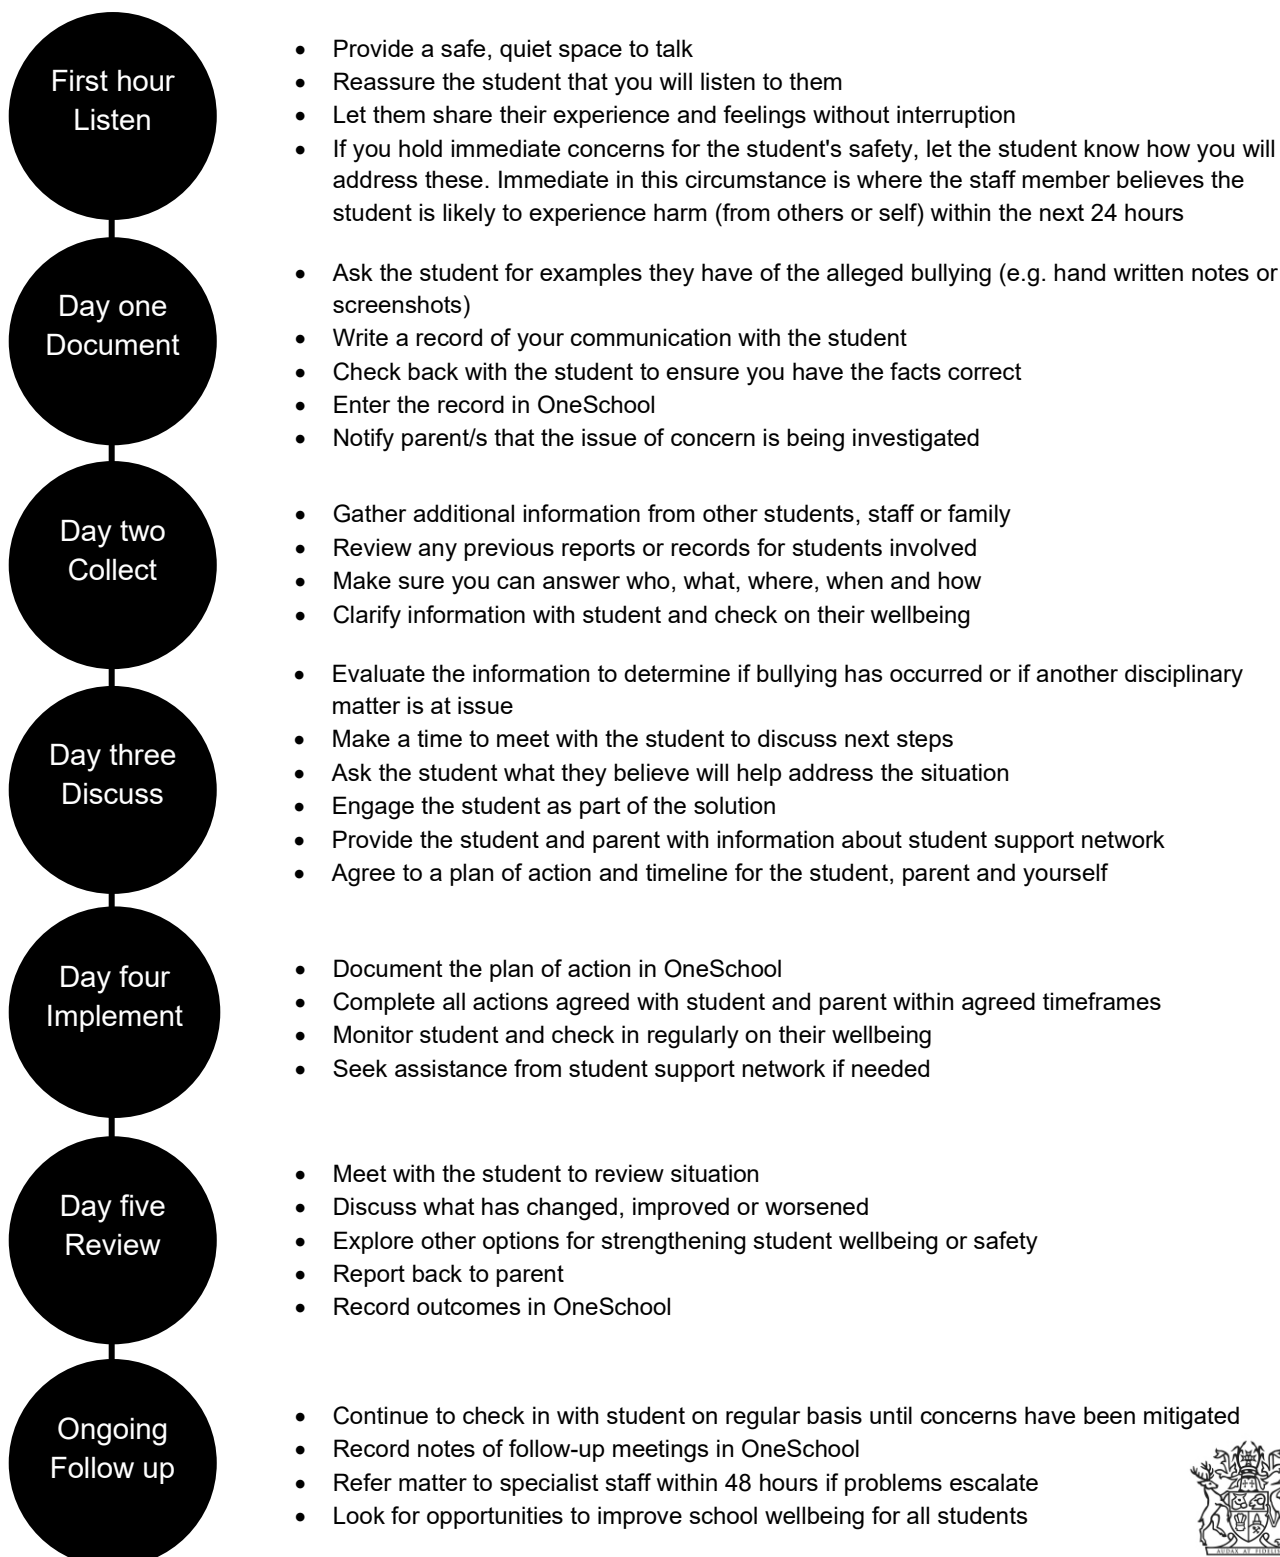 First hour
Listen
• Provide a safe, quiet space to talk
• Reassure the student that you will listen to them
• Let them share their experience and feelings without interruption
• If you hold immediate concerns for the student's safety, let the student know how you will
address these. Immediate in this circumstance is where the staff member believes the
student is likely to experience harm (from others or self) within the next 24 hours
Day one
Document
• Ask the student for examples they have of the alleged bullying (e.g. hand written notes or
screenshots)
• Write a record of your communication with the student
• Check back with the student to ensure you have the facts correct
• Enter the record in OneSchool
• Notify parent/s that the issue of concern is being investigated
Day two
Collect
• Gather additional information from other students, staff or family
• Review any previous reports or records for students involved
• Make sure you can answer who, what, where, when and how
• Clarify information with student and check on their wellbeing
Day three
Discuss
• Evaluate the information to determine if bullying has occurred or if another disciplinary
matter is at issue
• Make a time to meet with the student to discuss next steps
• Ask the student what they believe will help address the situation
• Engage the student as part of the solution
• Provide the student and parent with information about student support network
• Agree to a plan of action and timeline for the student, parent and yourself
Day four
Implement
• Document the plan of action in OneSchool
• Complete all actions agreed with student and parent within agreed timeframes
• Monitor student and check in regularly on their wellbeing
• Seek assistance from student support network if needed
Day five
Review
• Meet with the student to review situation
• Discuss what has changed, improved or worsened
• Explore other options for strengthening student wellbeing or safety
• Report back to parent
• Record outcomes in OneSchool
Ongoing
Follow up
• Continue to check in with student on regular basis until concerns have been mitigated
• Record notes of follow-up meetings in OneSchool
• Refer matter to specialist staff within 48 hours if problems escalate
• Look for opportunities to improve school wellbeing for all students
AUDAX AT